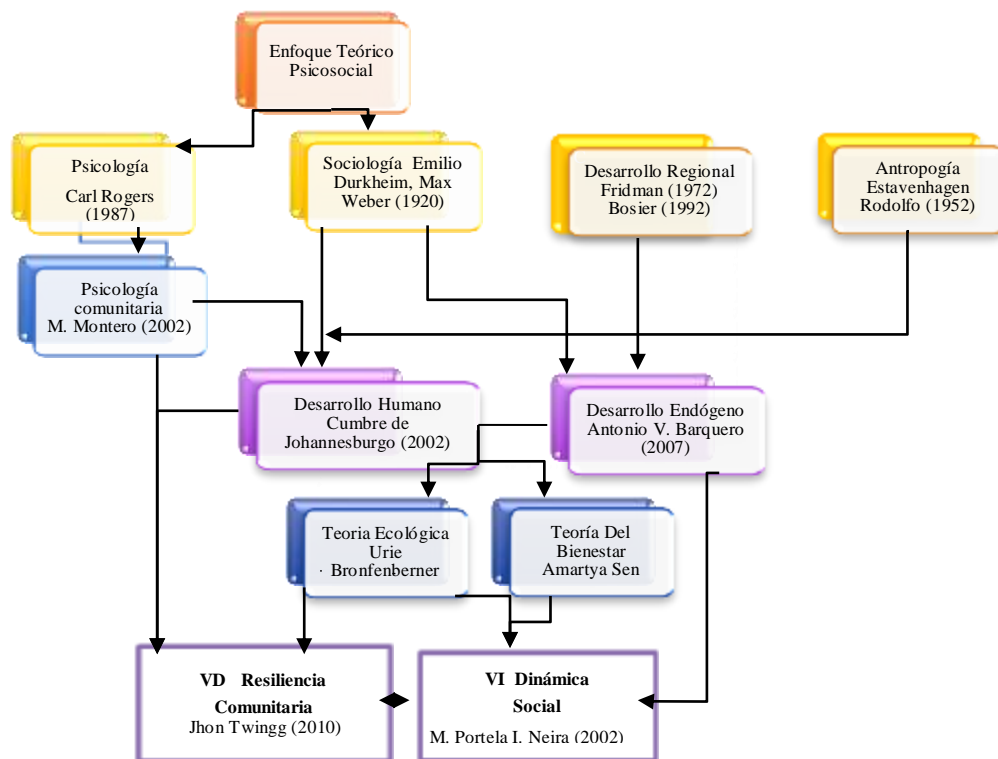 Enfoque Teórico
Psicosocial
Psicología
Carl Rogers
(1987)
Sociología Emilio
Durkheim, Max
Weber (1920)
Desarrollo Regional
Fridman (1972)
Bosier (1992)
Antropogía
Estavenhagen
Rodolfo (1952)
Psicología
comunitaria
M. Montero (2002)
Desarrollo Humano
Cumbre de
Johannesburgo (2002)
Desarrollo Endógeno
Antonio V. Barquero
(2007)
Teoria Ecológica
Urie
· Bronfenberner
Teoría Del
Bienestar
Amartya Sen
VD Resiliencia
Comunitaria
Jhon Twingg (2010)
VI Dinámica
Social
M. Portela I. Neira (2002)